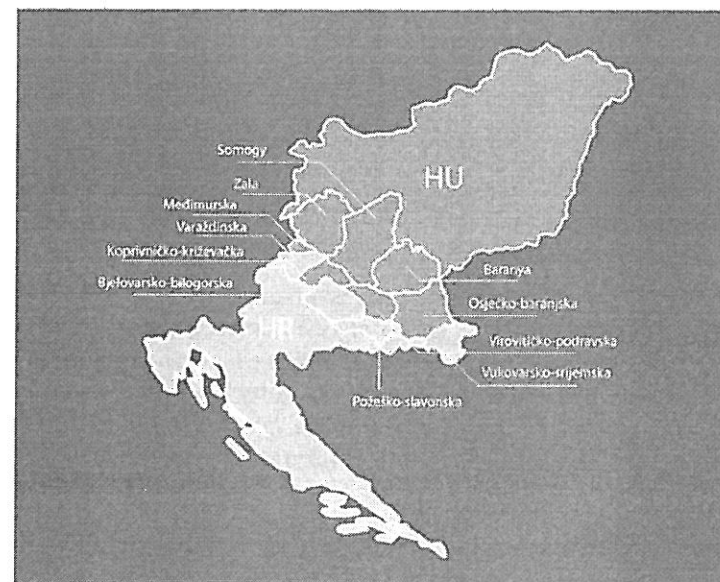 Somogy
HU
Zala
Međimurska
Varaždinska
Koprivničko-križevačka
Baranya
Bjelovarsko-bilogorska
Osječko-baranjska
HR
Virovitičko-podravska
Vukovarsko-srijemska
Požeško-slavonska